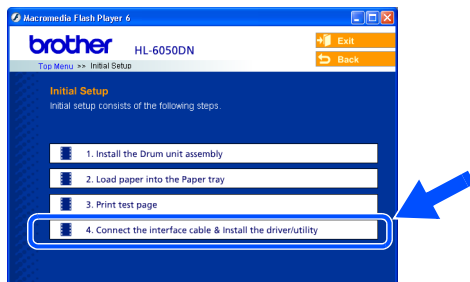 Macromedia Flash Player 6
brother HL-6050DN
Exit
Back
Top Menu >> Initial Setup
Initial Setup
Initial setup consists of the following steps.
1. Install the Drum unit assembly
2. Load paper into the Paper tray
3. Print test page
4. Connect the interface cable & Install the driver/utility